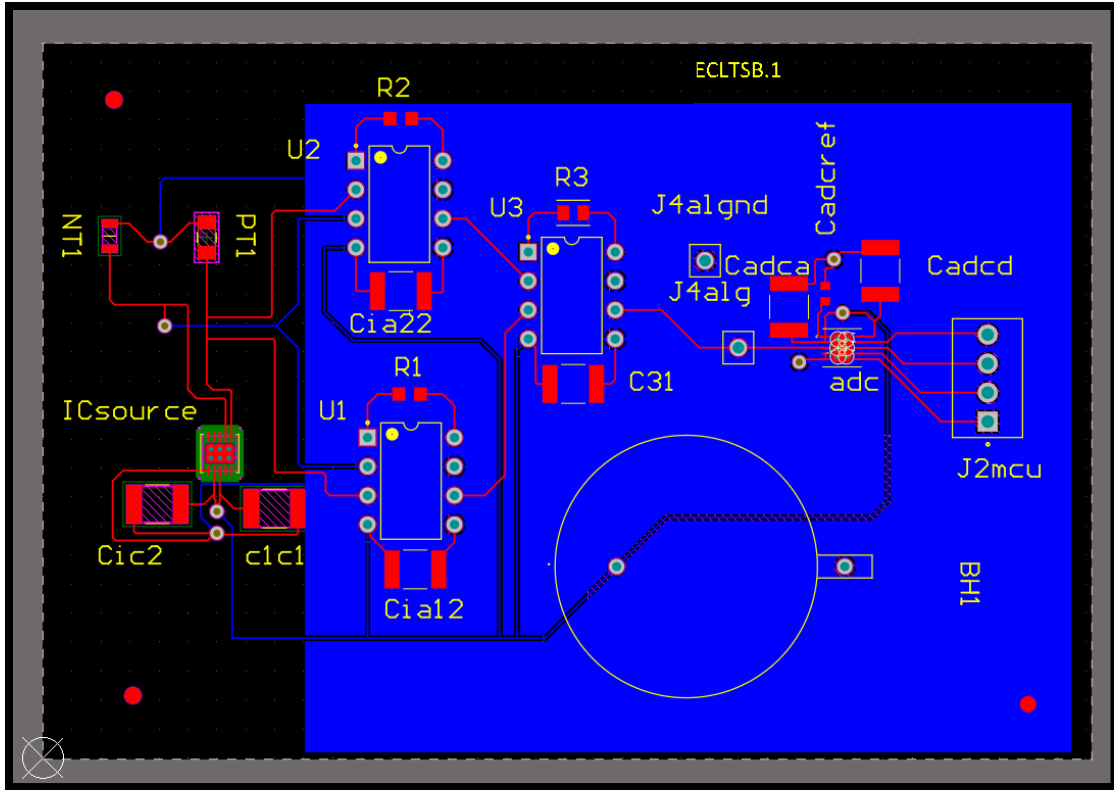 ECLTSB.1
R2
U2
R3
U3
J4algnd
Cadcref
NT1
PT1
Cadca
Cadcd
J4alg
Cia22
R1
C31
adc
ICsource
U1
J2mcu
Cic2
c1c1
Cia12
BH1